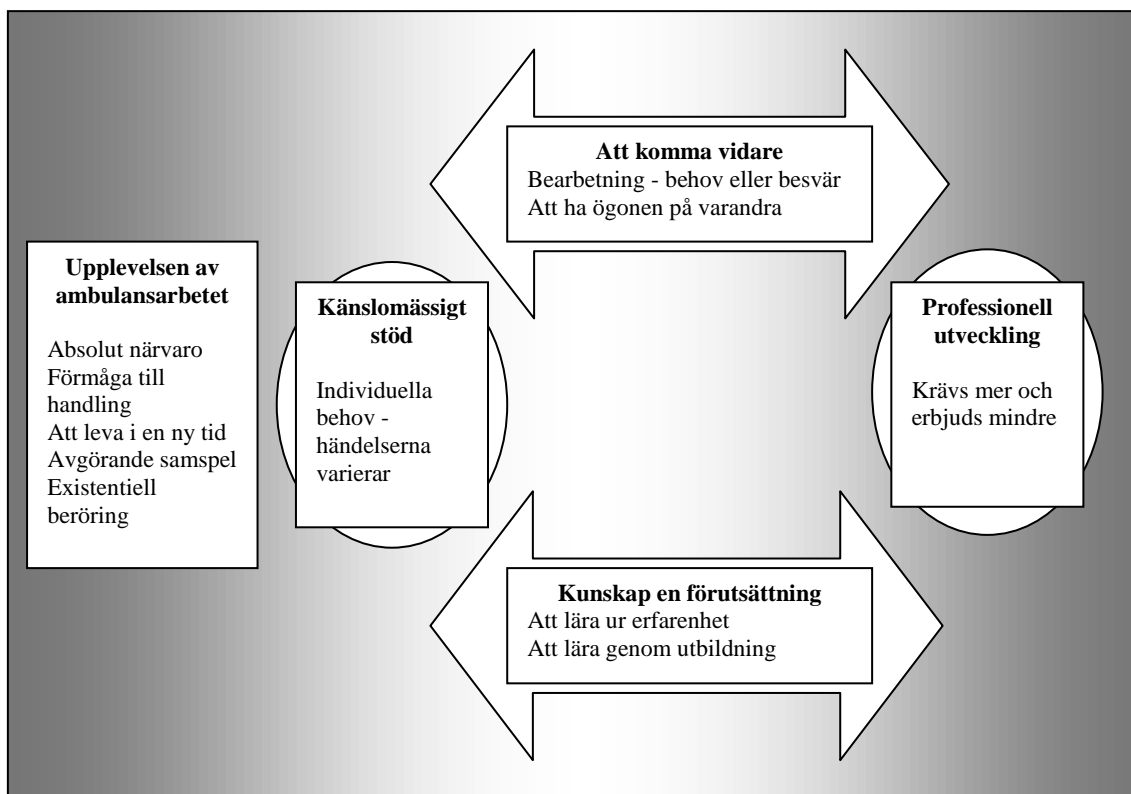 Att komma vidare
Bearbetning - behov eller besvär
Att ha ögonen på varandra
Upplevelsen av
ambulansarbetet
Absolut närvaro
Förmåga till
handling
Att leva i en ny tid
Avgörande samspel
Existentiell
beröring
Känslomässigt
stöd
Individuella
behov -
händelserna
varierar
Professionell
utveckling
Krävs mer och
erbjuds mindre
Kunskap en förutsättning
Att lära ur erfarenhet
Att lära genom utbildning